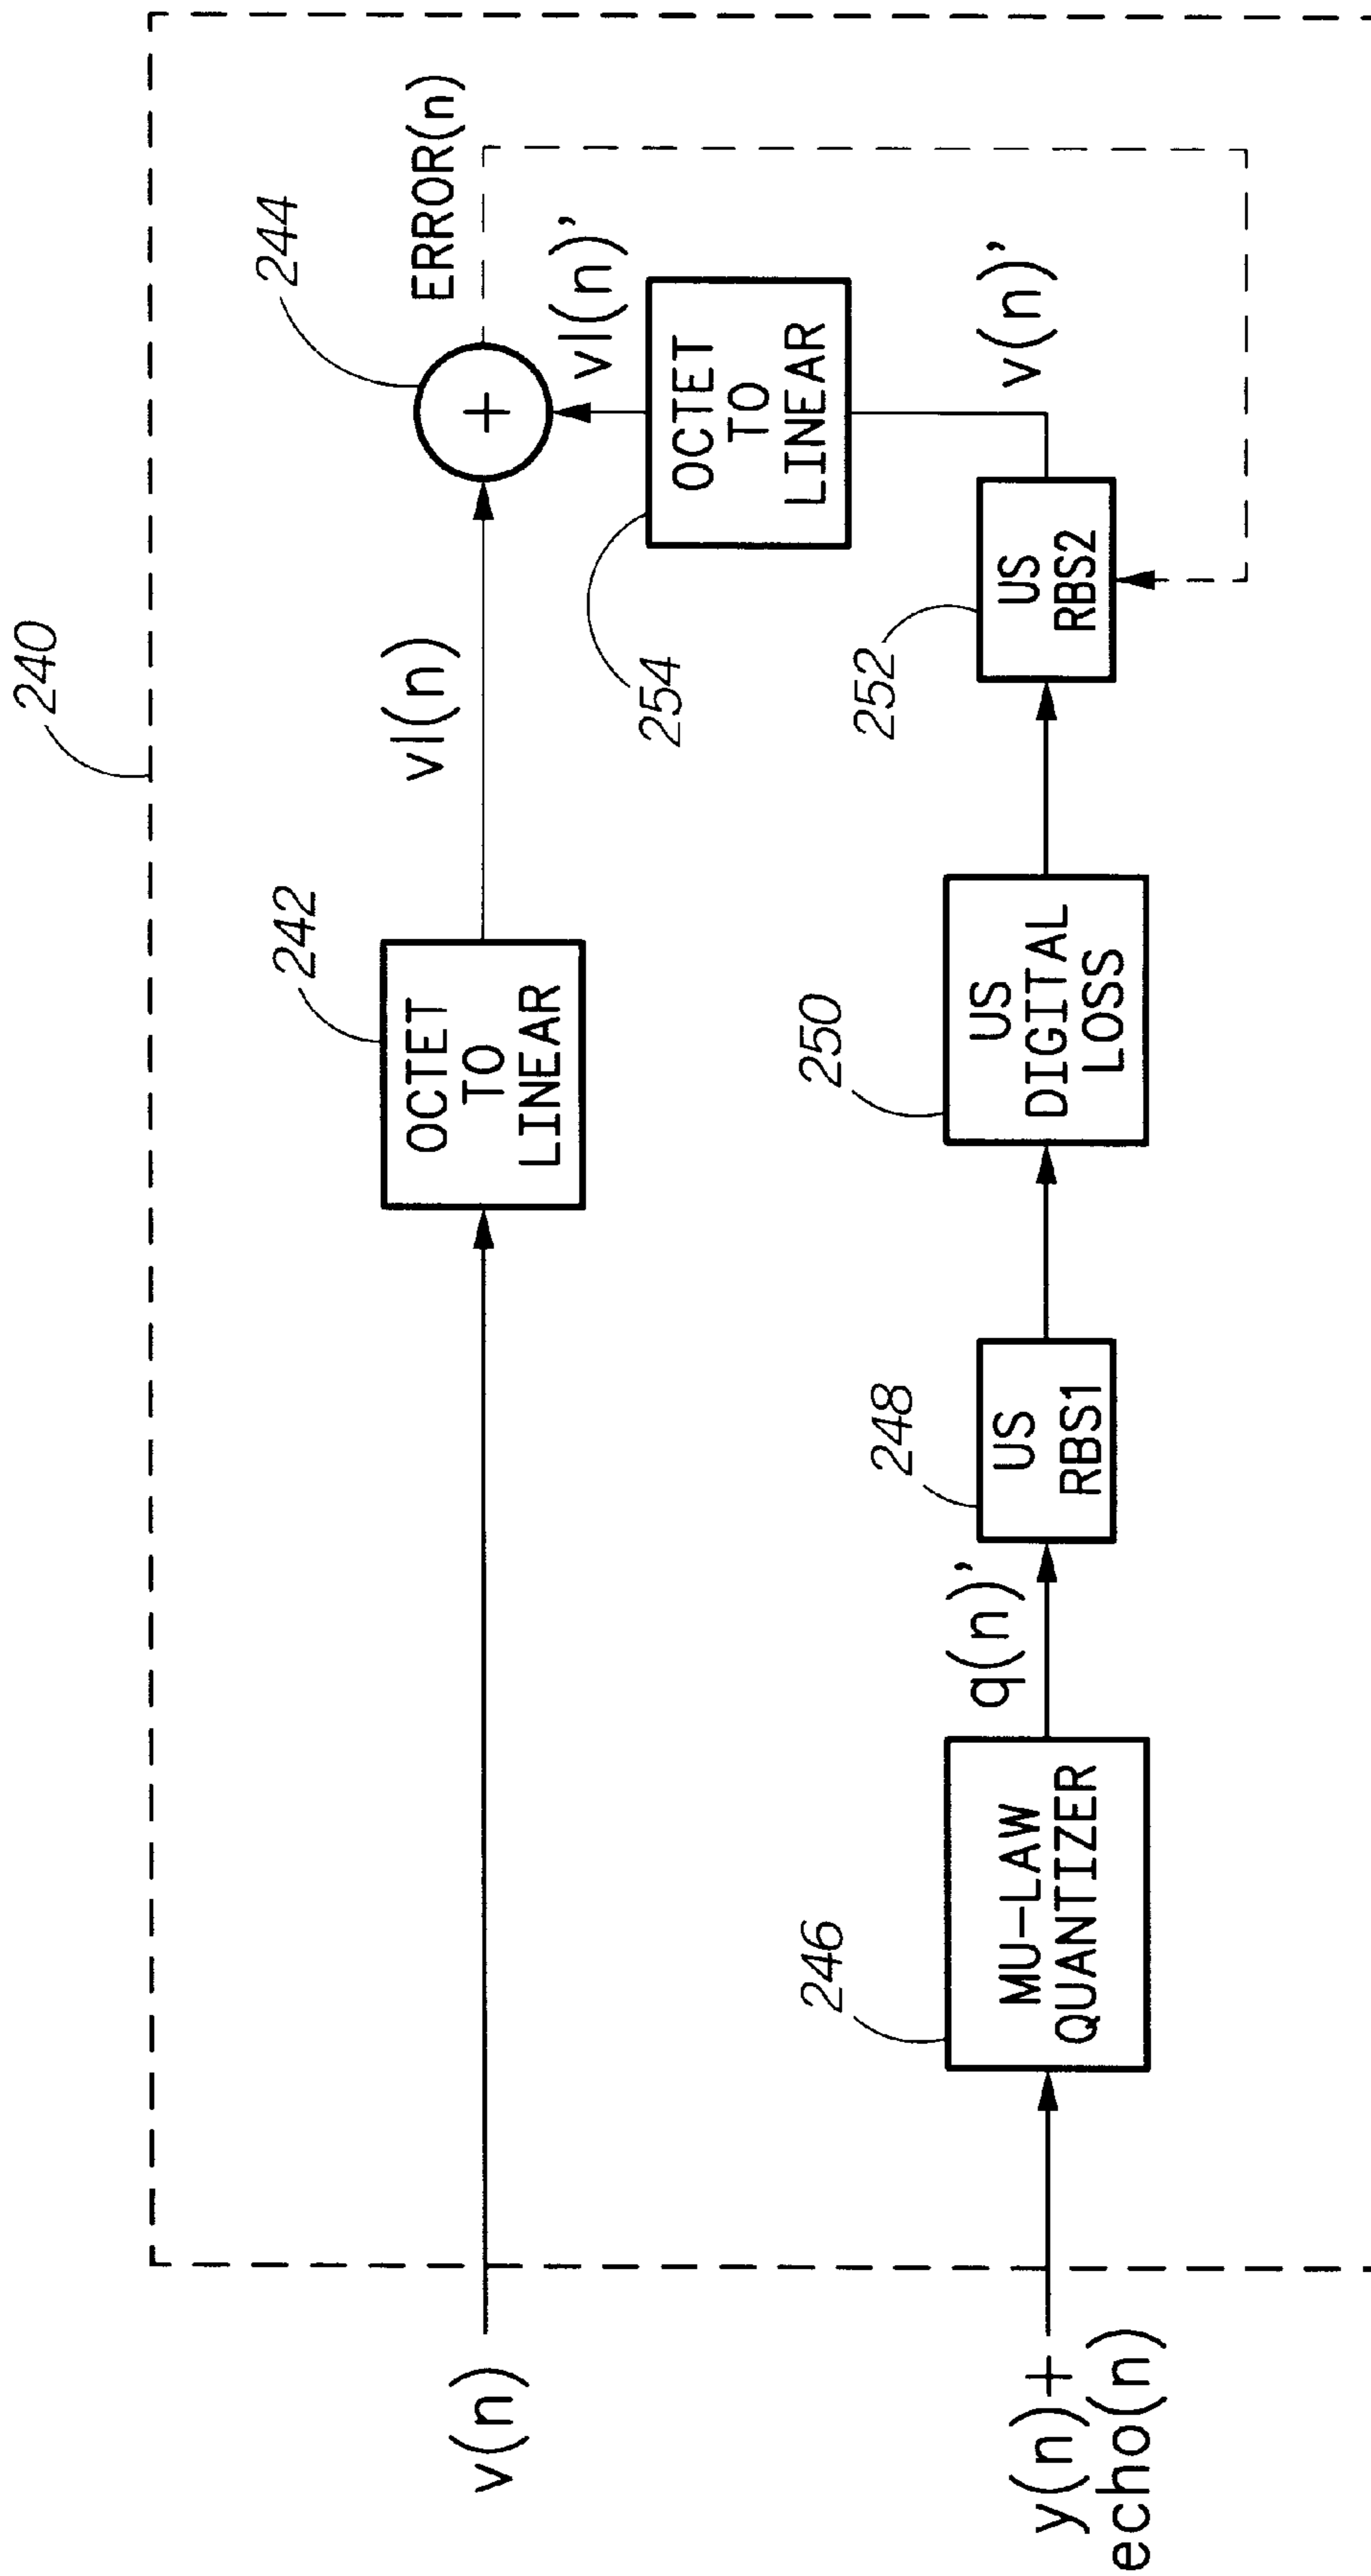 240
244
ERROR(n)
242
vl(n)
v(n)
OCTET
TO
LINEAR
vl(n)'
254
OCTET
TO
LINEAR
v(n)'
y(n)+
echo(n)
246
MU-LAW
QUANTIZER
q(n)'
248
US
RBS1
250
US
DIGITAL
LOSS
252
US
RBS2